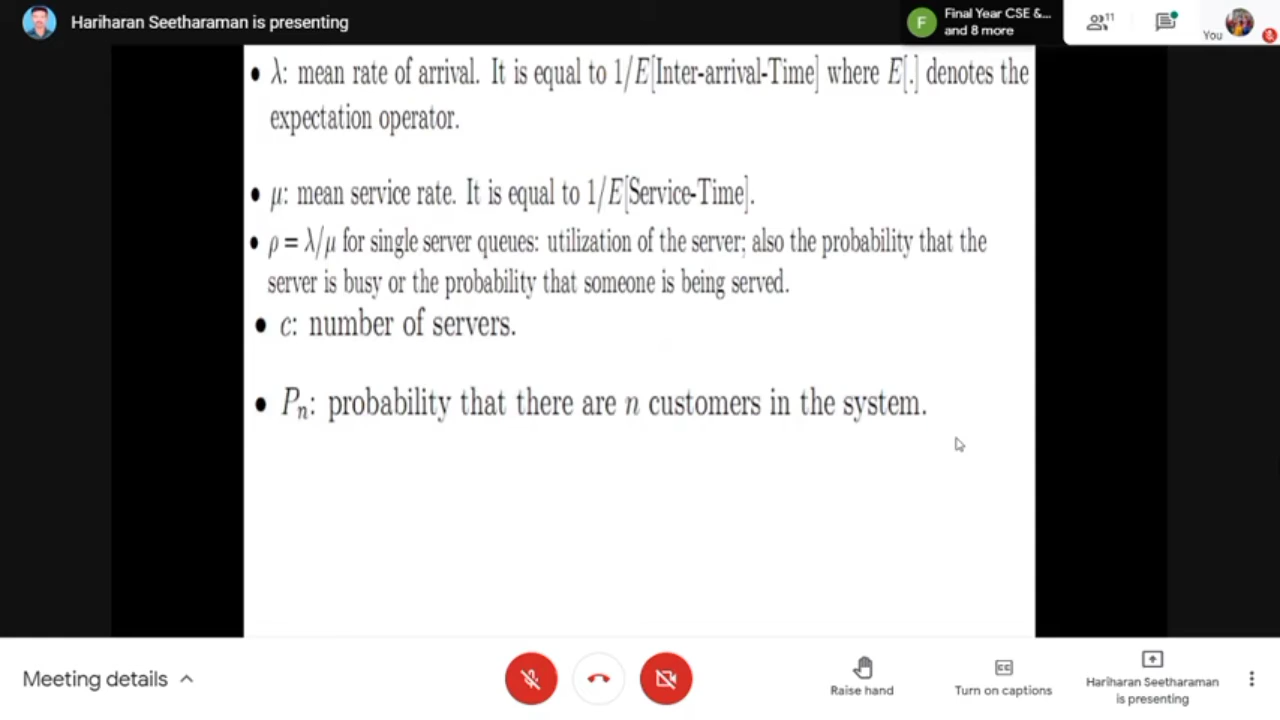 Hariharan Seetharaman is presenting
F
Final Year CSE &...
and 8 more
11
You
• λ: mean rate of arrival. It is equal to 1/E[Inter-arrival-Time] where E[.] denotes the
expectation operator.
• μ: mean service rate. It is equal to 1/E[Service-Time].
• ρ = λ/μ for single server queues: utilization of the server; also the probability that the
server is busy or the probability that someone is being served.
• c: number of servers.
• Pₙ: probability that there are n customers in the system.
Meeting details
Raise hand
CC
Turn on captions
Hariharan Seetharaman
is presenting